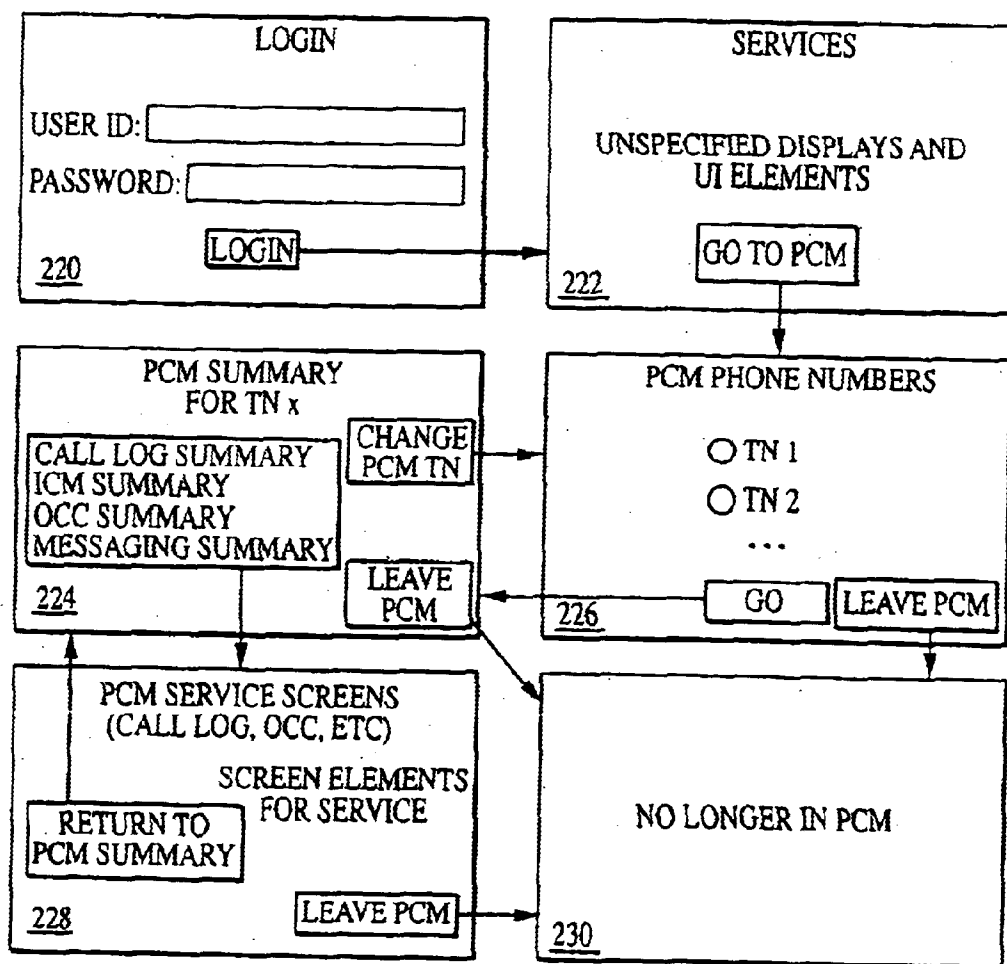 LOGIN
USER ID:
PASSWORD:
LOGIN
220
SERVICES
UNSPECIFIED DISPLAYS AND
UI ELEMENTS
GO TO PCM
222
PCM SUMMARY
FOR TN x
CALL LOG SUMMARY
ICM SUMMARY
OCC SUMMARY
MESSAGING SUMMARY
CHANGE
PCM TN
LEAVE
PCM
224
PCM PHONE NUMBERS
TN 1
TN 2
...
GO
LEAVE PCM
226
PCM SERVICE SCREENS
(CALL LOG, OCC, ETC)
SCREEN ELEMENTS
FOR SERVICE
RETURN TO
PCM SUMMARY
LEAVE PCM
228
NO LONGER IN PCM
230